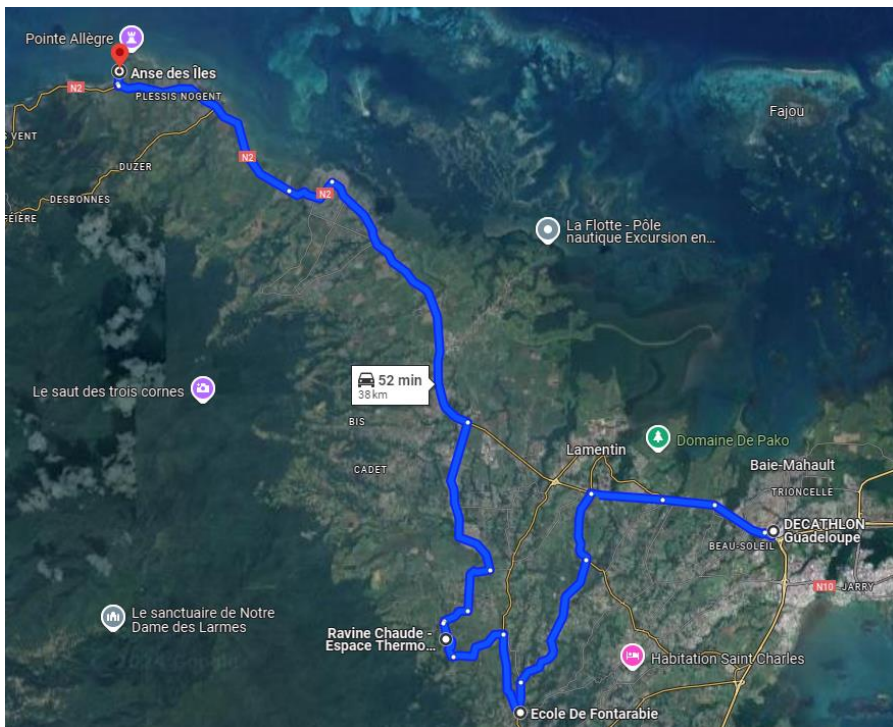 Pointe Allègre
Anse des Îles
N2
PLESSIS NOGENT
Fajou
S VENT
N2
DUZER
DESBONNES
N2
FEIERE
La Flotte - Pôle
nautique Excursion en...
52 min
38 km
Le saut des trois cornes
BIS
CADET
Lamentin
Domaine De Pako
Baie-Mahault
TRIONCELLE
DECATHLON
Guadeloupe
BEAU-SOLEIL
N10
JARRY
Le sanctuaire de Notre
Dame des Larmes
Ravine Chaude -
Espace Thermo...
Habitation Saint Charles
Ecole De Fontarabie